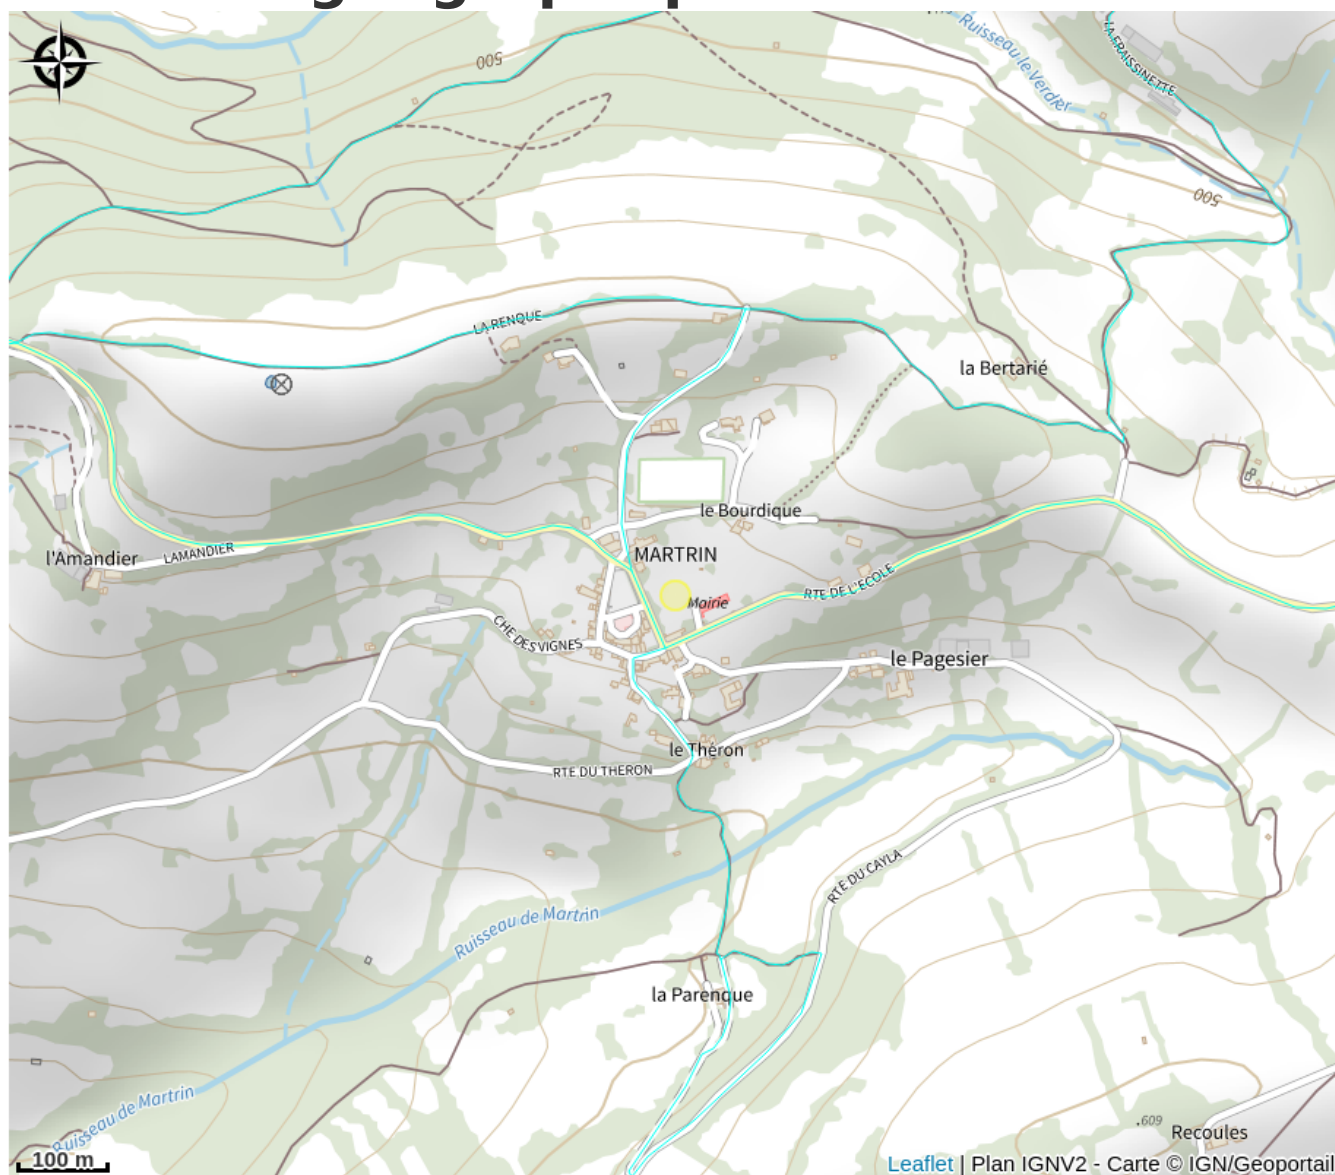 500
Ruisseau le Verdier
LA FRAISSINETTE
500
LA RENQUE
la Bertarié
le Bourdique
l'Amandier
LAMANDIER
MARTRIN
RTE DE L'ECOLE
Mairie
CHE DES VIGNES
le Pagesier
le Théron
RTE DU THERON
RTE DU CAYLA
Ruisseau de Martrin
la Parenque
Ruisseau de Martrin
.609
Recoules
100 m
Leaflet | Plan IGNV2 - Carte © IGN/Geoportail